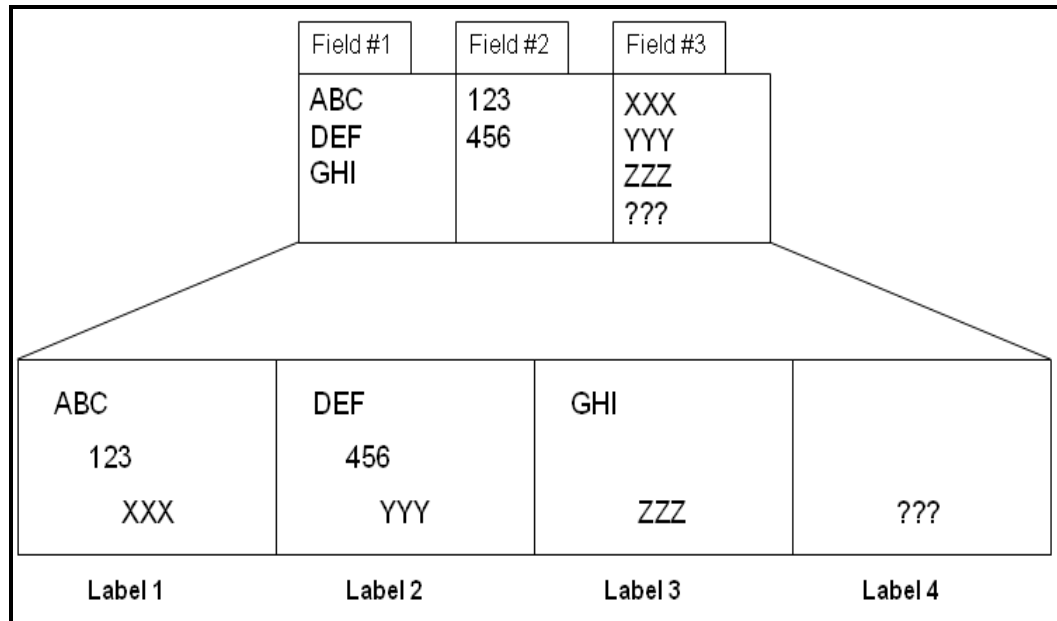 Field #1 Field #2 Field #3
ABC 123 XXX
DEF 456 YYY
GHI ZZZ
???
ABC DEF GHI
123 456
XXX YYY ZZZ ???
Label 1 Label 2 Label 3 Label 4